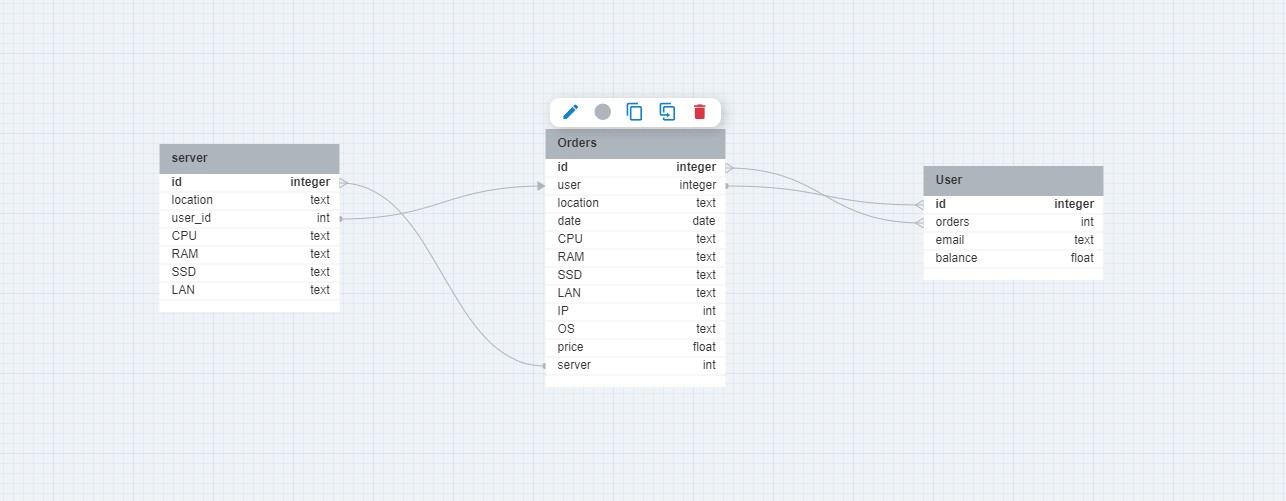 server
id integer
location text
user_id int
CPU text
RAM text
SSD text
LAN text
Orders
id integer
user integer
location text
date date
CPU text
RAM text
SSD text
LAN text
IP int
OS text
price float
server int
User
id integer
orders int
email text
balance float